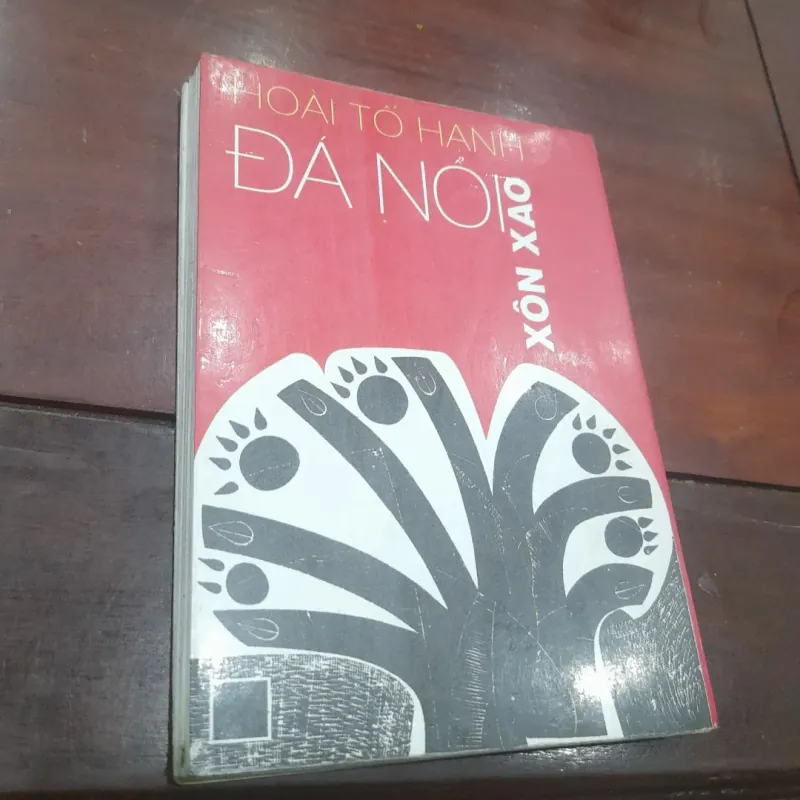 HOÀI TỐ HẠNH
ĐÁ NỔI
XÔN XAO